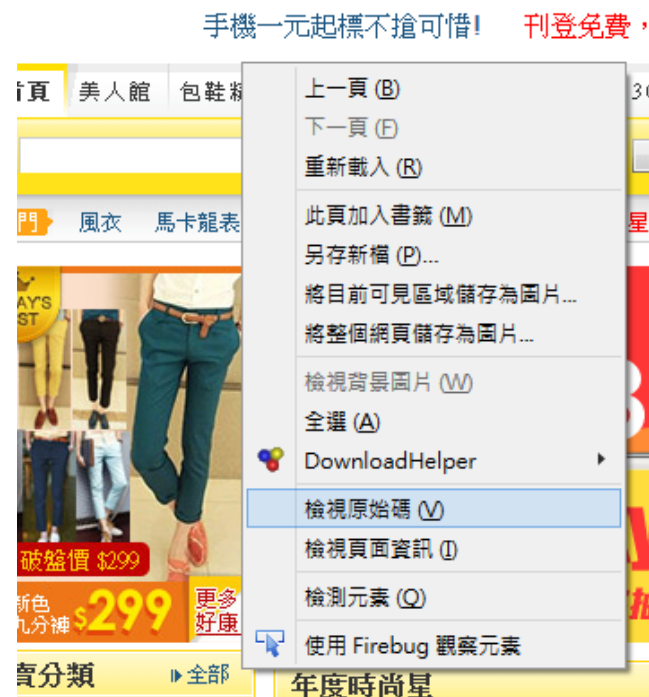 手機一元起標不搶可惜!
刊登免費，
首頁
美人館
包鞋
上一頁 (B)
下一頁 (F)
重新載入 (R)
風衣
馬卡龍表
此頁加入書籤 (M)
另存新檔 (P)...
將目前可見區域儲存為圖片...
將整個網頁儲存為圖片...
檢視背景圖片 (W)
全選 (A)
DownloadHelper
檢視原始碼 (V)
檢視頁面資訊 (I)
破盤價 $299
檢測元素 (Q)
新色
九分褲
$299
更多
好康
使用 Firebug 觀察元素
賣分類
全部
年度時尚星